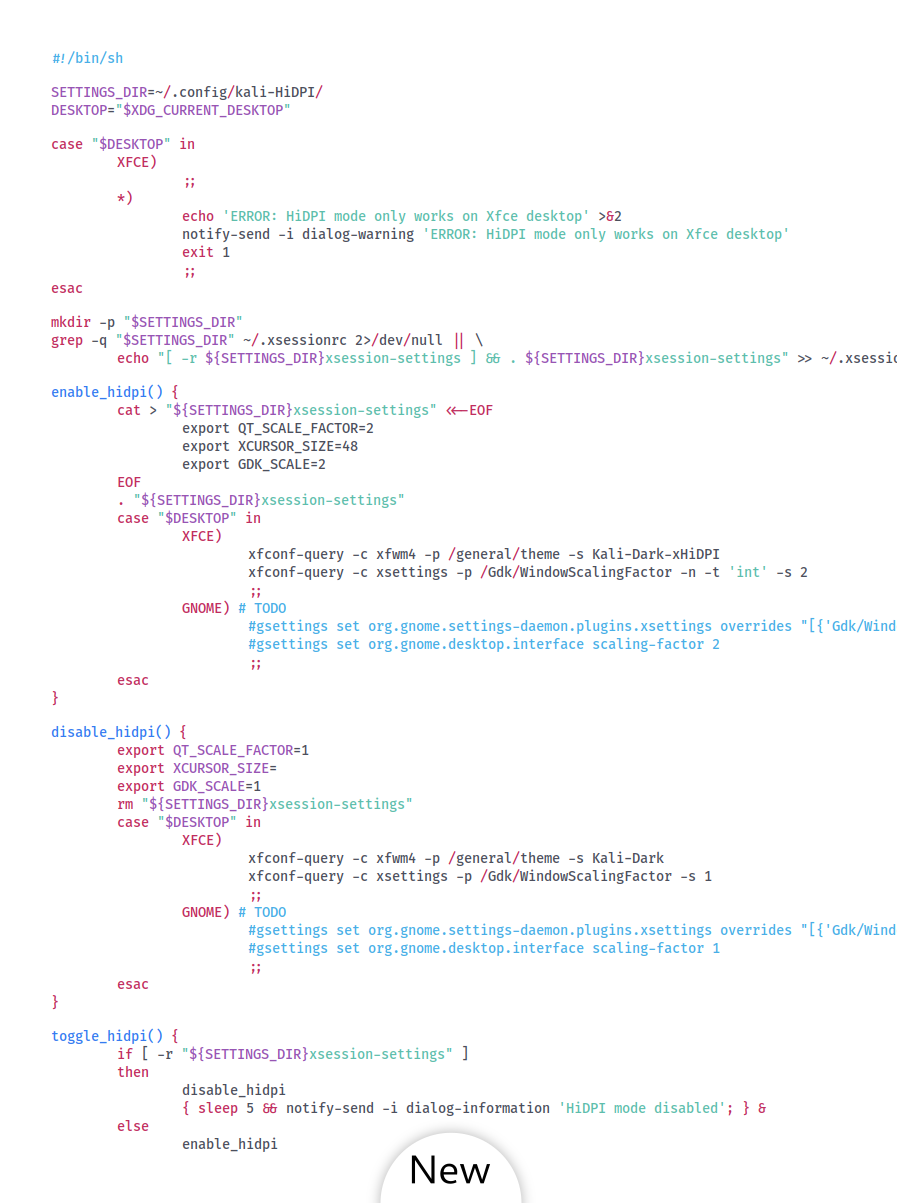 #!/bin/sh

SETTINGS_DIR=~/.config/kali-HiDPI/
DESKTOP="$XDG_CURRENT_DESKTOP"

case "$DESKTOP" in
        XFCE)
                ;;
        *)
                echo 'ERROR: HiDPI mode only works on Xfce desktop' >&2
                notify-send -i dialog-warning 'ERROR: HiDPI mode only works on Xfce desktop'
                exit 1
                ;;
esac

mkdir -p "$SETTINGS_DIR"
grep -q "$SETTINGS_DIR" ~/.xsessionrc 2>/dev/null || \
        echo "[ -r ${SETTINGS_DIR}xsession-settings ] && . ${SETTINGS_DIR}xsession-settings" >> ~/.xsessio

enable_hidpi() {
        cat > "${SETTINGS_DIR}xsession-settings" <<-EOF
                export QT_SCALE_FACTOR=2
                export XCURSOR_SIZE=48
                export GDK_SCALE=2
        EOF
        . "${SETTINGS_DIR}xsession-settings"
        case "$DESKTOP" in
                XFCE)
                        xfconf-query -c xfwm4 -p /general/theme -s Kali-Dark-xHiDPI
                        xfconf-query -c xsettings -p /Gdk/WindowScalingFactor -n -t 'int' -s 2
                        ;;
                GNOME) # TODO
                        #gsettings set org.gnome.settings-daemon.plugins.xsettings overrides "[{'Gdk/Wind
                        #gsettings set org.gnome.desktop.interface scaling-factor 2
                        ;;
        esac
}

disable_hidpi() {
        export QT_SCALE_FACTOR=1
        export XCURSOR_SIZE=
        export GDK_SCALE=1
        rm "${SETTINGS_DIR}xsession-settings"
        case "$DESKTOP" in
                XFCE)
                        xfconf-query -c xfwm4 -p /general/theme -s Kali-Dark
                        xfconf-query -c xsettings -p /Gdk/WindowScalingFactor -s 1
                        ;;
                GNOME) # TODO
                        #gsettings set org.gnome.settings-daemon.plugins.xsettings overrides "[{'Gdk/Wind
                        #gsettings set org.gnome.desktop.interface scaling-factor 1
                        ;;
        esac
}

toggle_hidpi() {
        if [ -r "${SETTINGS_DIR}xsession-settings" ]
        then
                disable_hidpi
                { sleep 5 && notify-send -i dialog-information 'HiDPI mode disabled'; } &
        else
                enable_hidpi
New